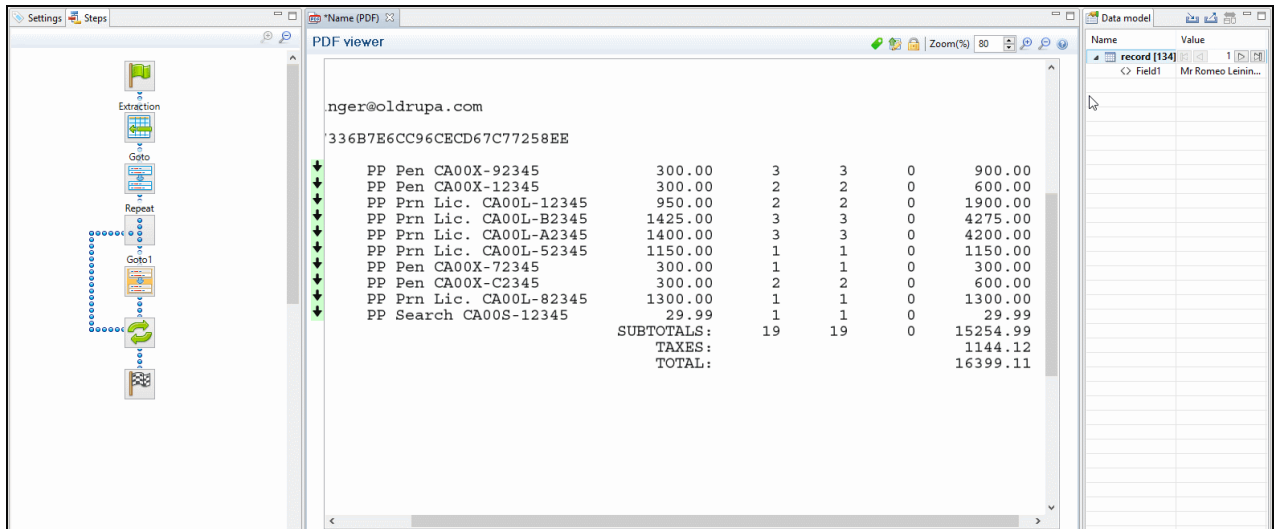 Settings Steps
Extraction
Goto
Repeat
Goto1
*Name (PDF)
PDF viewer
Zoom(%) 80
nger@oldrupa.com
7336B7E6CC96CECD67C77258EE
PP Pen CA00X-92345 300.00 3 3 0 900.00
PP Pen CA00X-12345 300.00 2 2 0 600.00
PP Prn Lic. CA00L-12345 950.00 2 2 0 1900.00
PP Prn Lic. CA00L-B2345 1425.00 3 3 0 4275.00
PP Prn Lic. CA00L-A2345 1400.00 3 3 0 4200.00
PP Prn Lic. CA00L-52345 1150.00 1 1 0 1150.00
PP Pen CA00X-72345 300.00 1 1 0 300.00
PP Pen CA00X-C2345 300.00 2 2 0 600.00
PP Prn Lic. CA00L-82345 1300.00 1 1 0 1300.00
PP Search CA00S-12345 29.99 1 1 0 29.99
SUBTOTALS: 19 19 0 15254.99
TAXES: 1144.12
TOTAL: 16399.11
Data model
Name Value
record [134] 1
Field1 Mr Romeo Leinin...